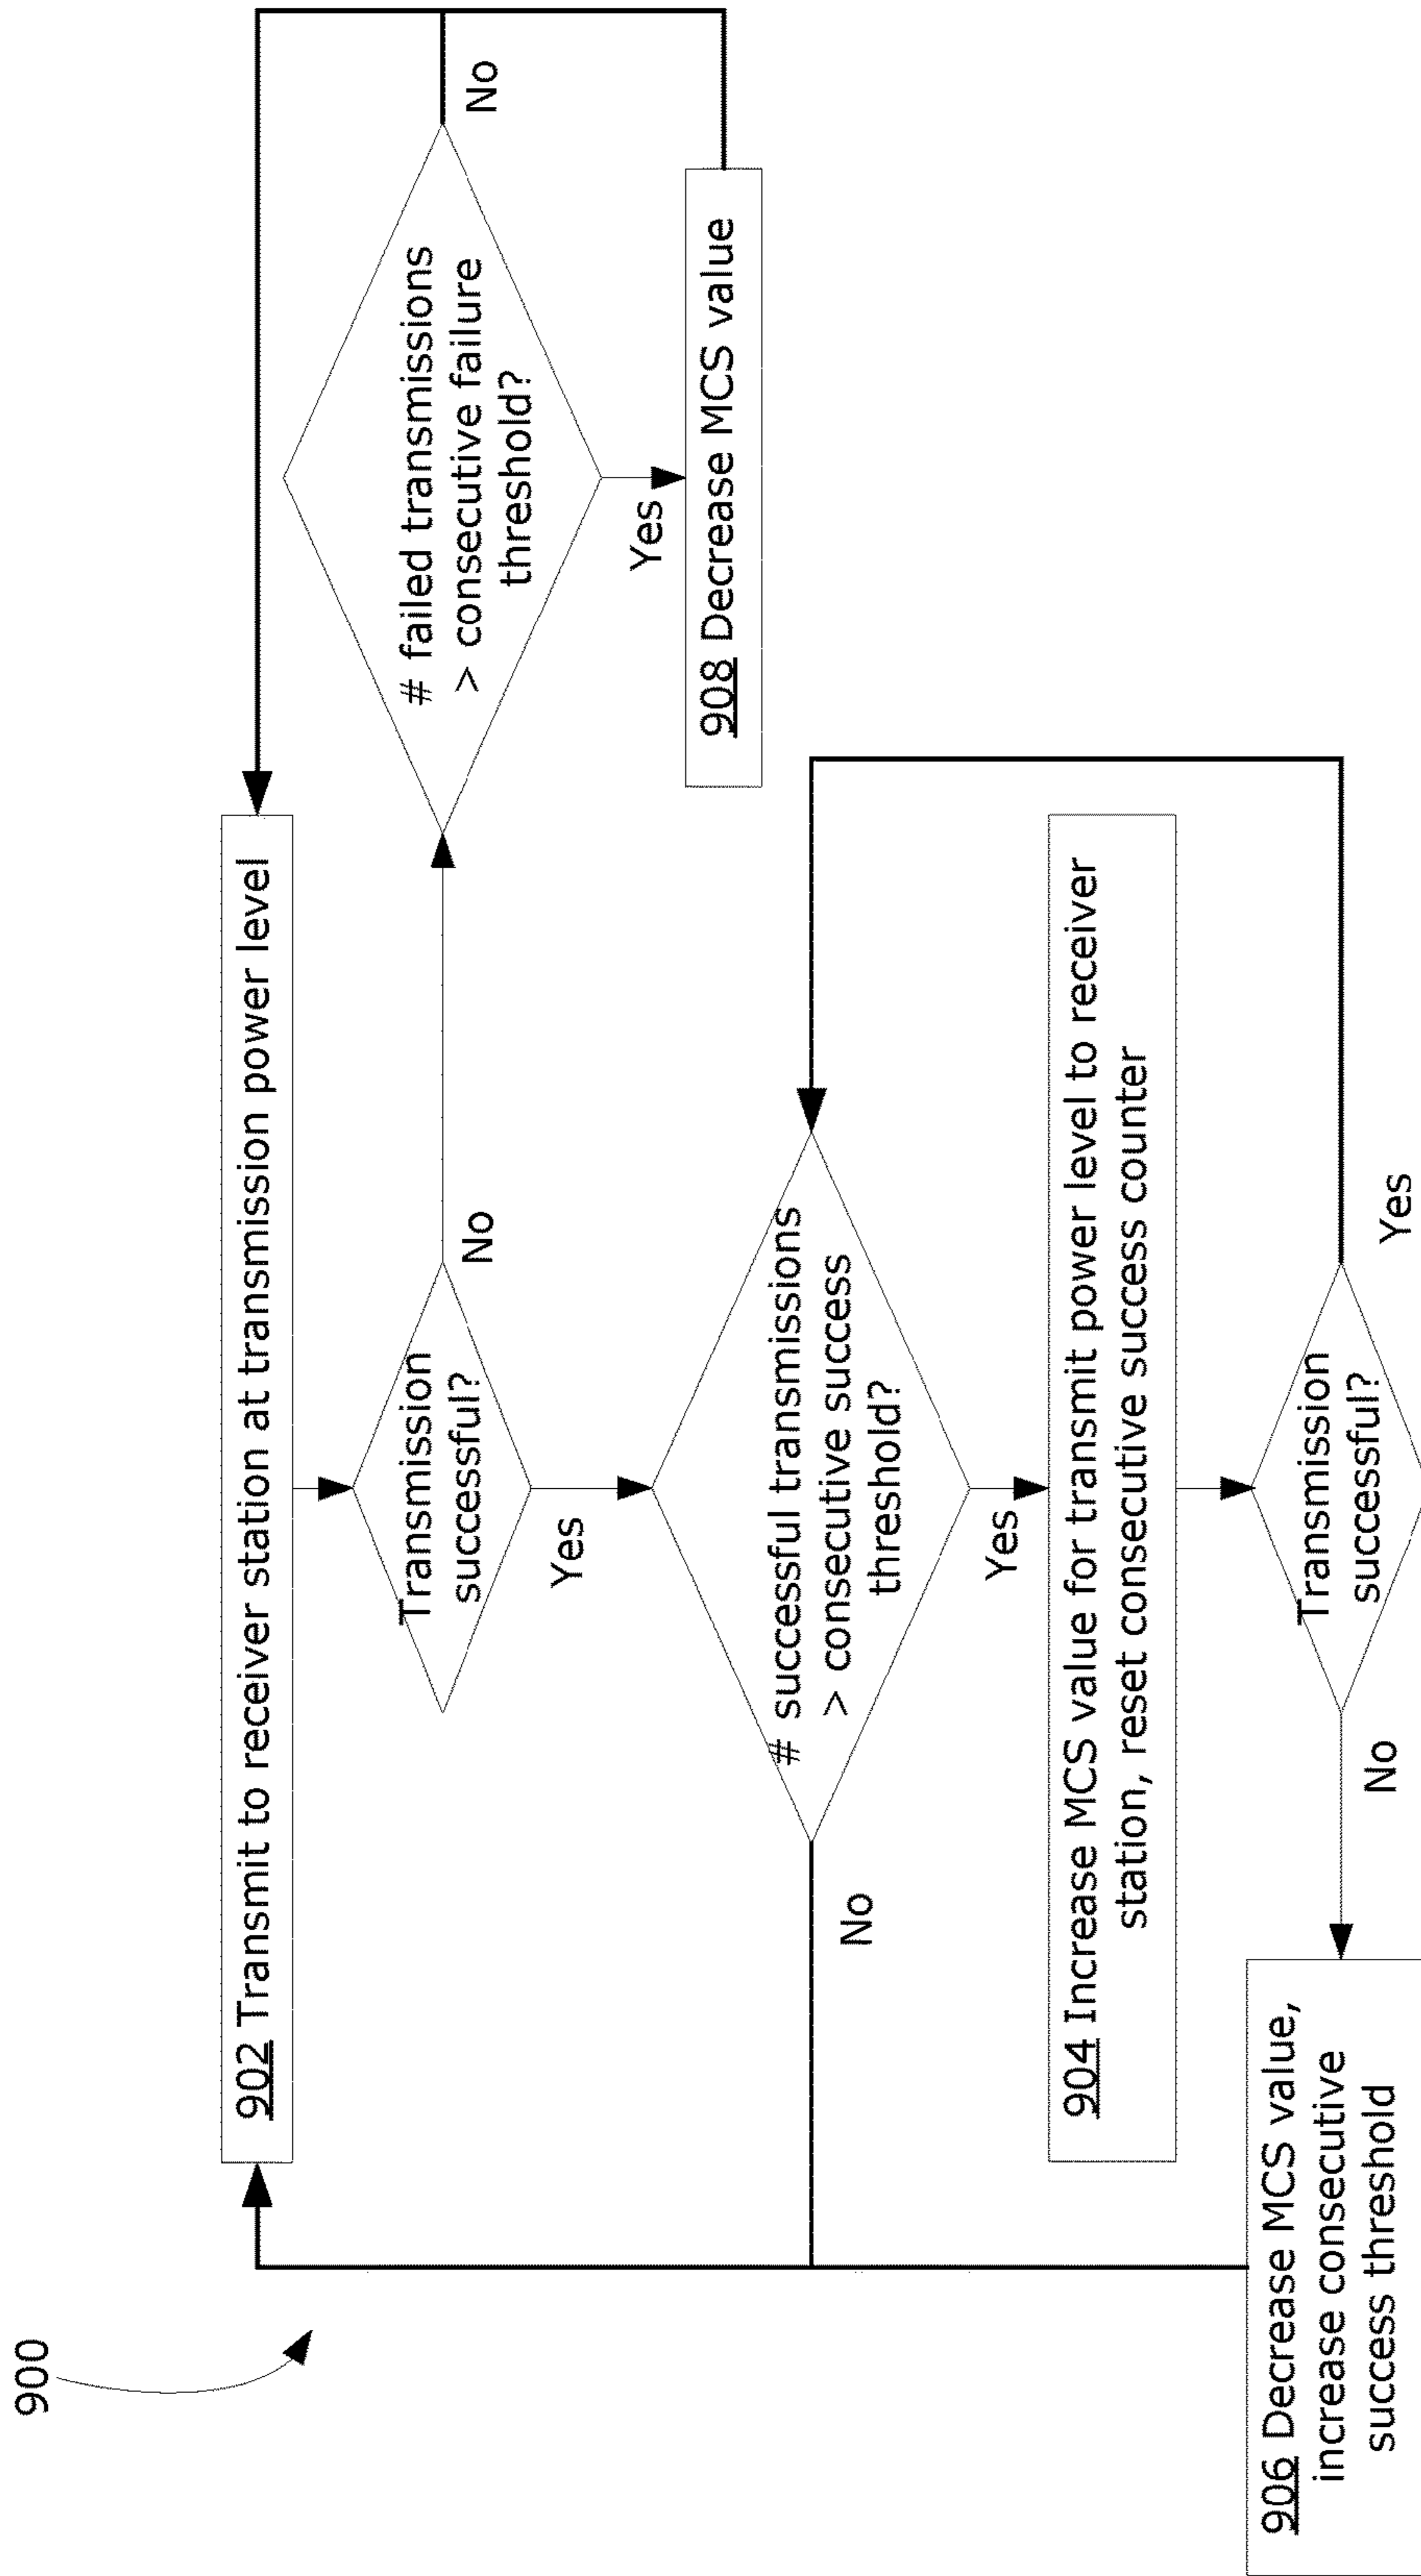 900
902 Transmit to receiver station at transmission power level
Transmission
successful?
No
# failed transmissions
> consecutive failure
threshold?
No
Yes
908 Decrease MCS value
Yes
# successful transmissions
> consecutive success
threshold?
No
Yes
904 Increase MCS value for transmit power level to receiver
station, reset consecutive success counter
Transmission
successful?
Yes
No
906 Decrease MCS value,
increase consecutive
success threshold